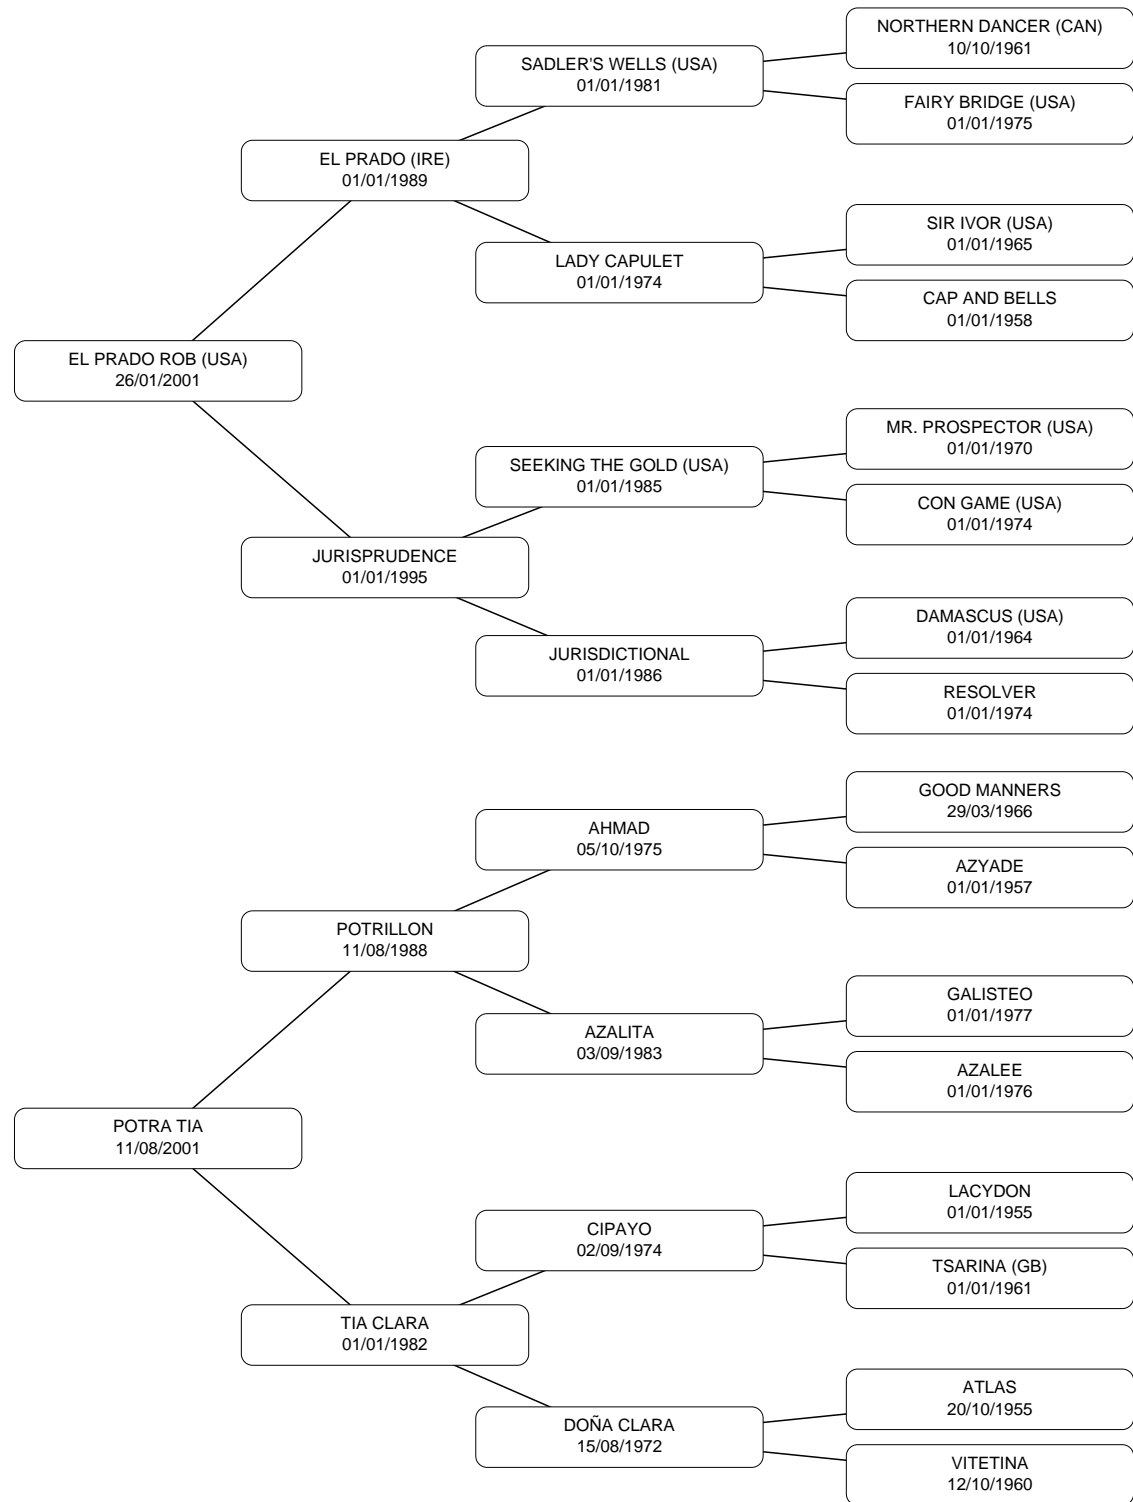 NORTHERN DANCER (CAN)
10/10/1961
SADLER'S WELLS (USA)
01/01/1981
FAIRY BRIDGE (USA)
01/01/1975
EL PRADO (IRE)
01/01/1989
SIR IVOR (USA)
01/01/1965
LADY CAPULET
01/01/1974
CAP AND BELLS
01/01/1958
EL PRADO ROB (USA)
26/01/2001
MR. PROSPECTOR (USA)
01/01/1970
SEEKING THE GOLD (USA)
01/01/1985
CON GAME (USA)
01/01/1974
JURISPRUDENCE
01/01/1995
DAMASCUS (USA)
01/01/1964
JURISDICTIONAL
01/01/1986
RESOLVER
01/01/1974
GOOD MANNERS
29/03/1966
AHMAD
05/10/1975
AZYADE
01/01/1957
POTRILLON
11/08/1988
GALISTEO
01/01/1977
AZALITA
03/09/1983
AZALEE
01/01/1976
POTRA TIA
11/08/2001
LACYDON
01/01/1955
CIPAYO
02/09/1974
TSARINA (GB)
01/01/1961
TIA CLARA
01/01/1982
ATLAS
20/10/1955
DOÑA CLARA
15/08/1972
VITETINA
12/10/1960